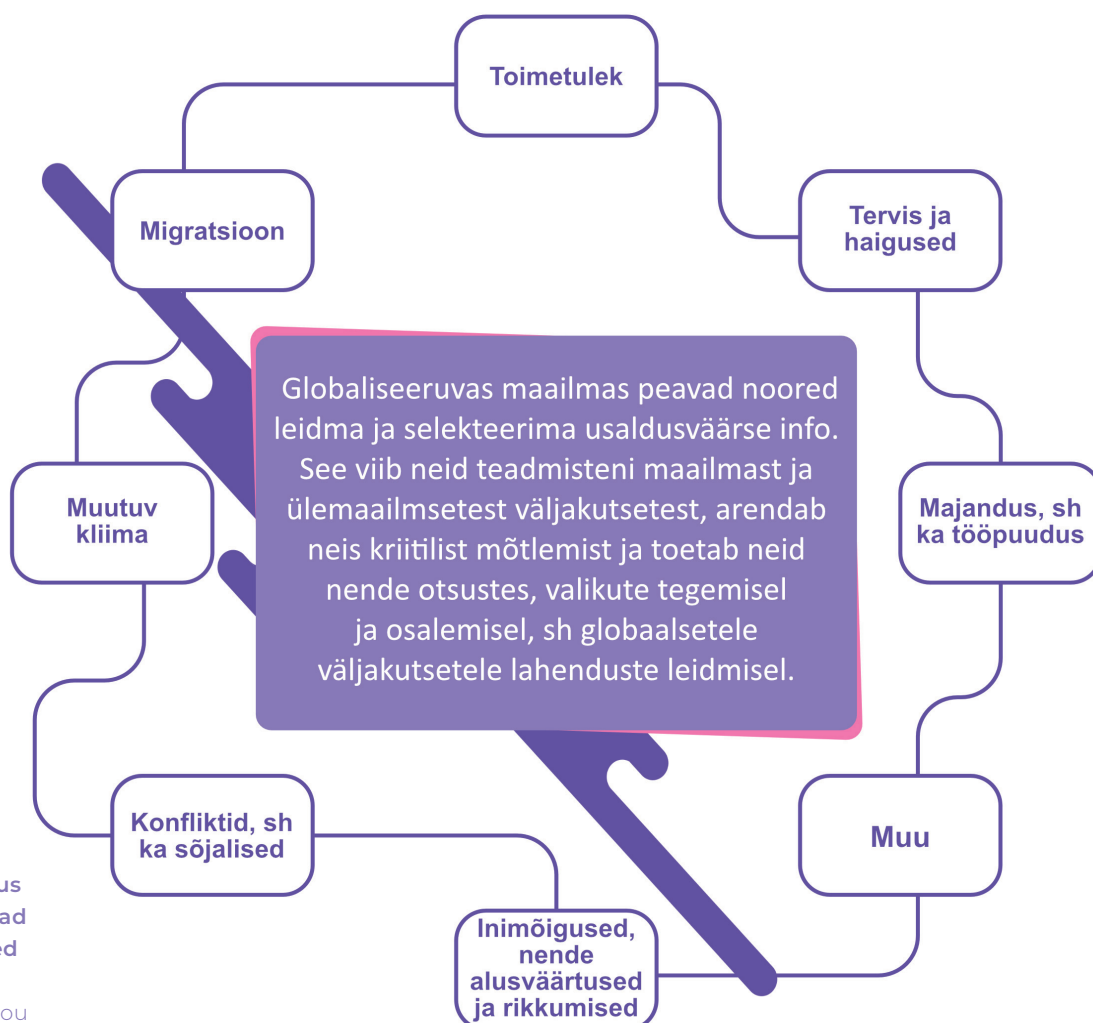 Toimetulek
Migratsioon
Tervis ja
haigused
Globaliseeruvas maailmas peavad noored
leidma ja selekteerima usaldusväärse info.
See viib neid teadmisteni maailmast ja
ülemaailmsetest väljakutsetest, arendab
neis kriitilist mõtlemist ja toetab neid
nende otsustes, valikute tegemisel
ja osalemisel, sh globaalsetele
väljakutsetele lahenduste leidmisel.
Muutuv
kliima
Majandus, sh
ka tööpuudus
Konfliktid, sh
ka sõjalised
Muu
Inimõigused,
nende
alusväärtused
ja rikkumised